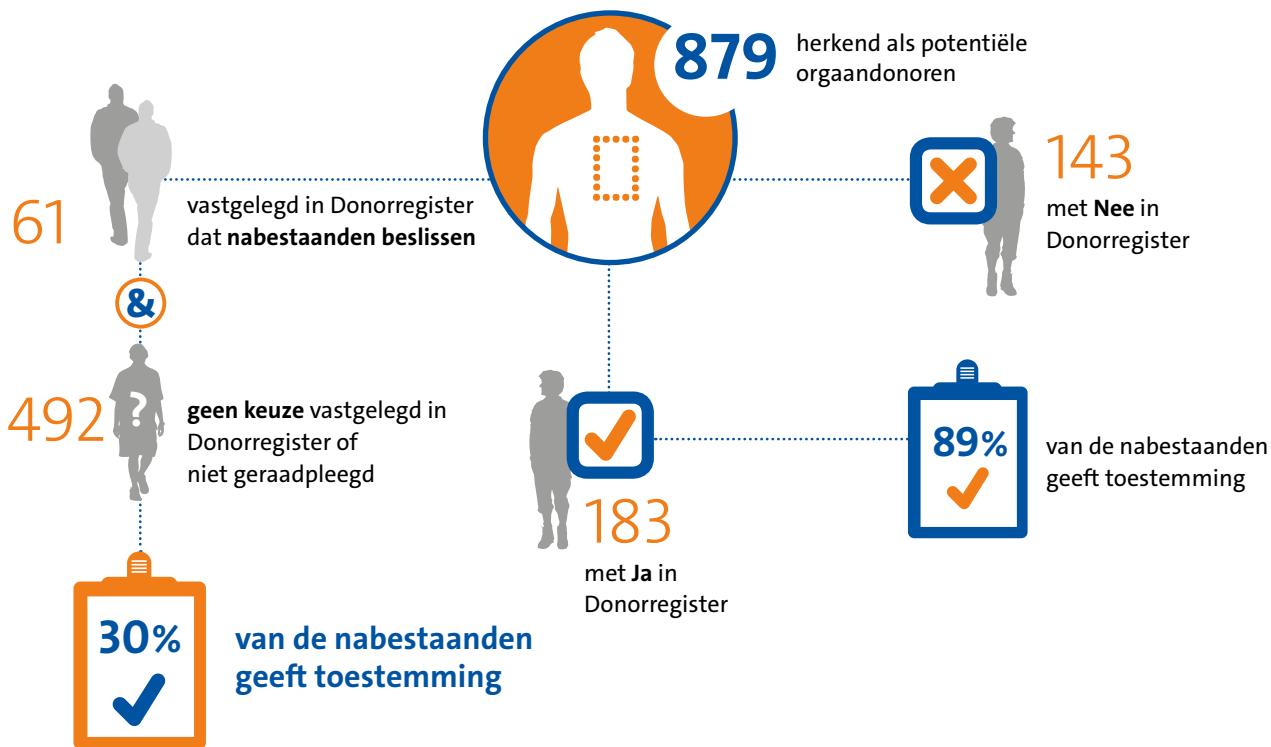 879
herkend als potentiële
orgaandonoren
61
vastgelegd in Donorregister
dat nabestaanden beslissen
143
met Nee in
Donorregister
&
492
?
geen keuze vastgelegd in
Donorregister of
niet geraadpleegd
183
met Ja in
Donorregister
89%
van de nabestaanden
geeft toestemming
30%
van de nabestaanden
geeft toestemming